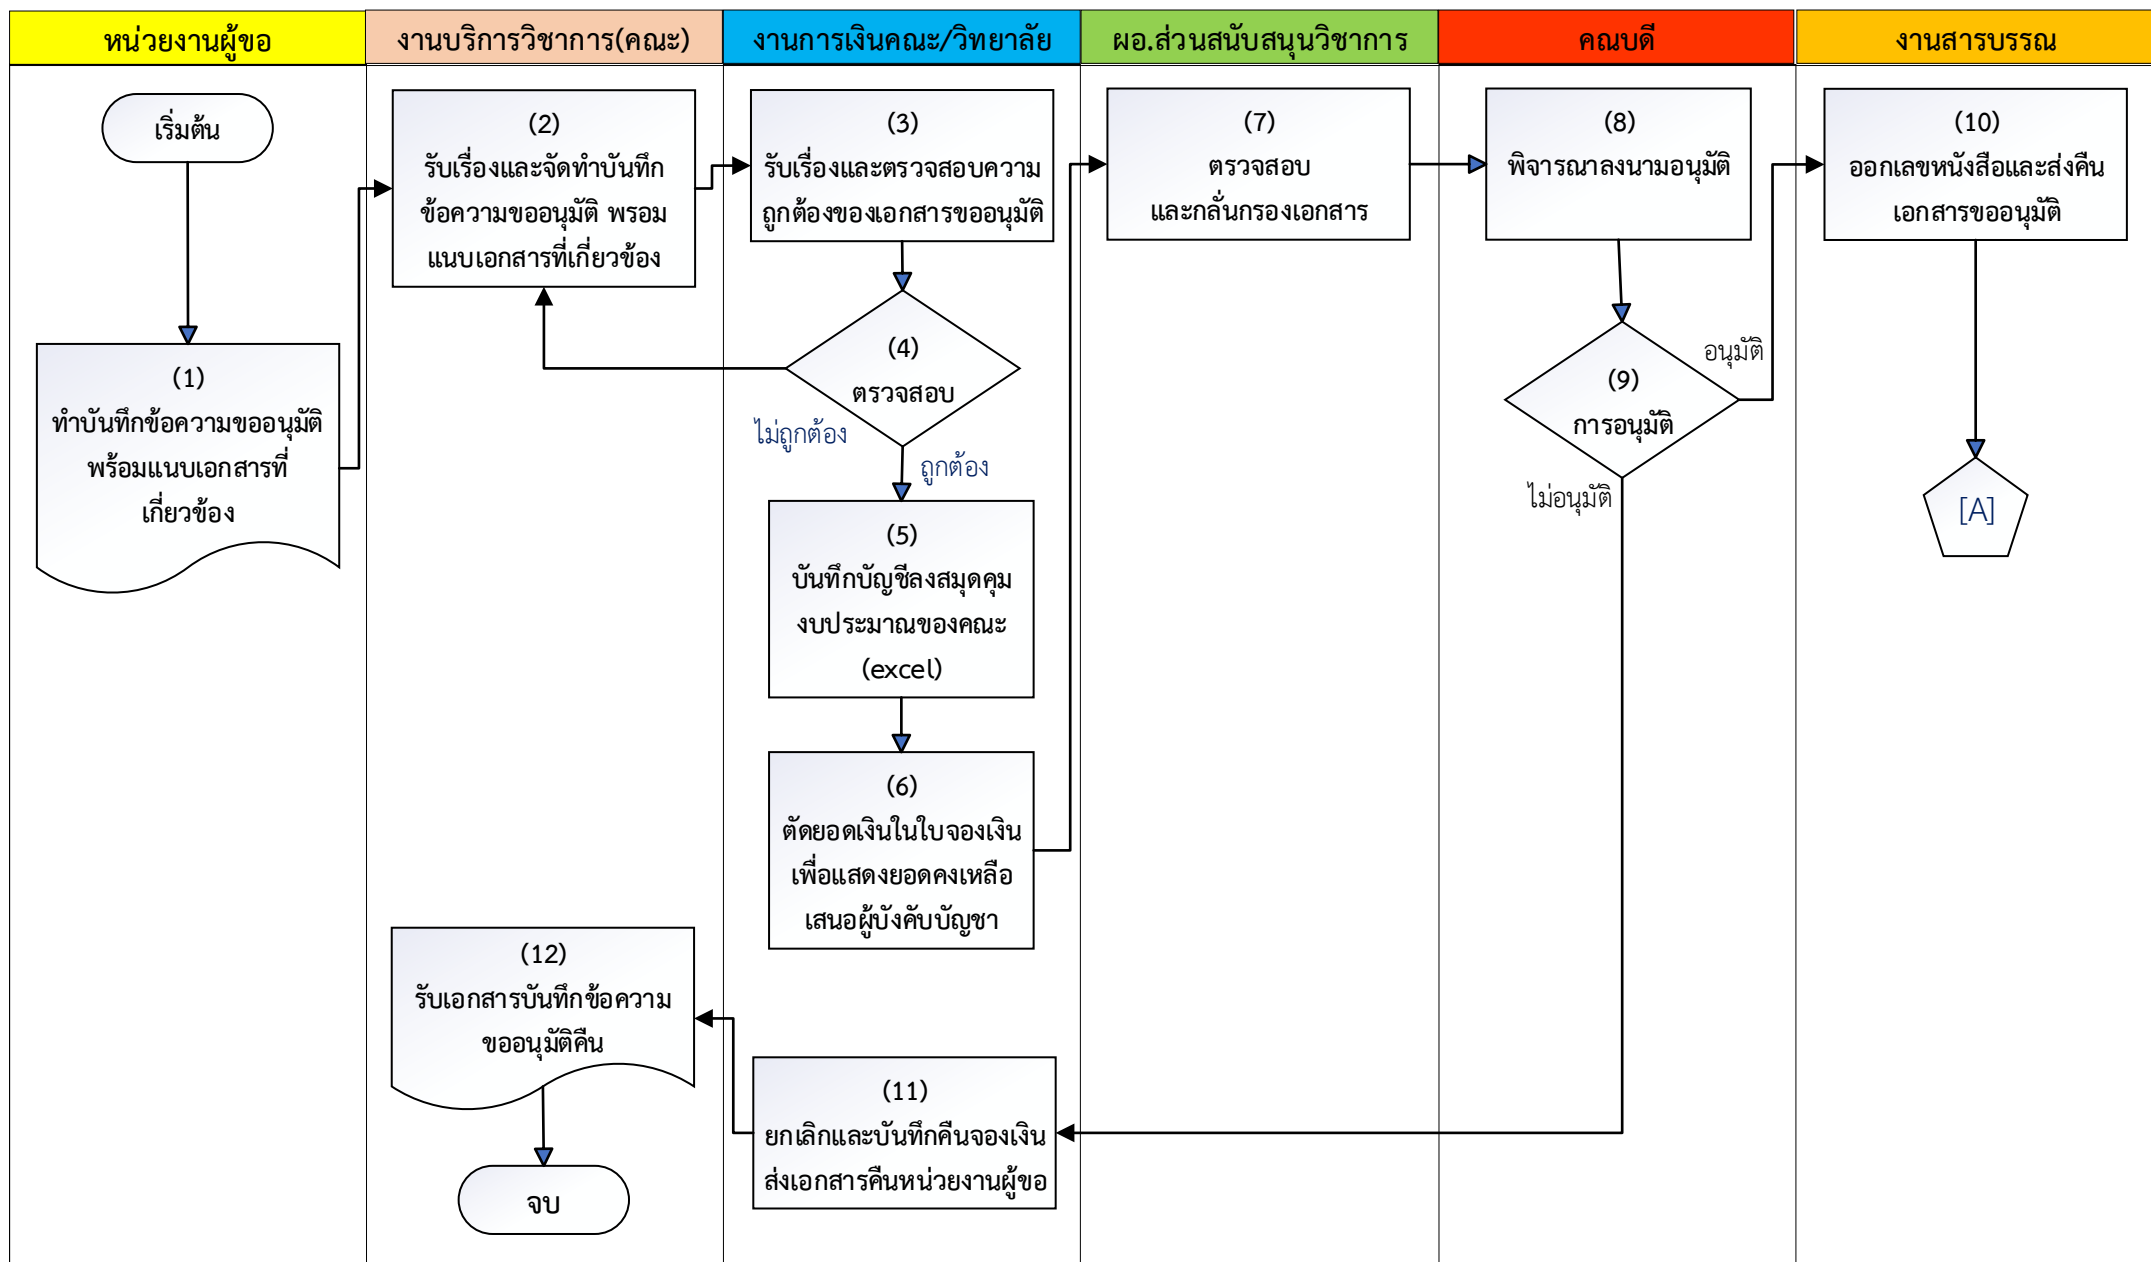 หน่วยงานผู้ขอ
งานบริการวิชาการ(คณะ)
งานการเงินคณะ/วิทยาลัย
ผอ.ส่วนสนับสนุนวิชาการ
คณบดี
งานสารบรรณ
เริ่มต้น
(1)
ทำบันทึกข้อความขออนุมัติ
พร้อมแนบเอกสารที่
เกี่ยวข้อง
(2)
รับเรื่องและจัดทำบันทึก
ข้อความขออนุมัติ พรอม
แนบเอกสารที่เกี่ยวข้อง
(3)
รับเรื่องและตรวจสอบความ
ถูกต้องของเอกสารขออนุมัติ
(4)
ตรวจสอบ
ไม่ถูกต้อง
ถูกต้อง
(5)
บันทึกบัญชีลงสมุดคุม
งบประมาณของคณะ
(excel)
(6)
ตัดยอดเงินในใบจองเงิน
เพื่อแสดงยอดคงเหลือ
เสนอผู้บังคับบัญชา
(7)
ตรวจสอบ
และกลั่นกรองเอกสาร
(8)
พิจารณาลงนามอนุมัติ
(9)
การอนุมัติ
อนุมัติ
ไม่อนุมัติ
(10)
ออกเลขหนังสือและส่งคืน
เอกสารขออนุมัติ
[A]
(11)
ยกเลิกและบันทึกคืนจองเงิน
ส่งเอกสารคืนหน่วยงานผู้ขอ
(12)
รับเอกสารบันทึกข้อความ
ขออนุมัติคืน
จบ